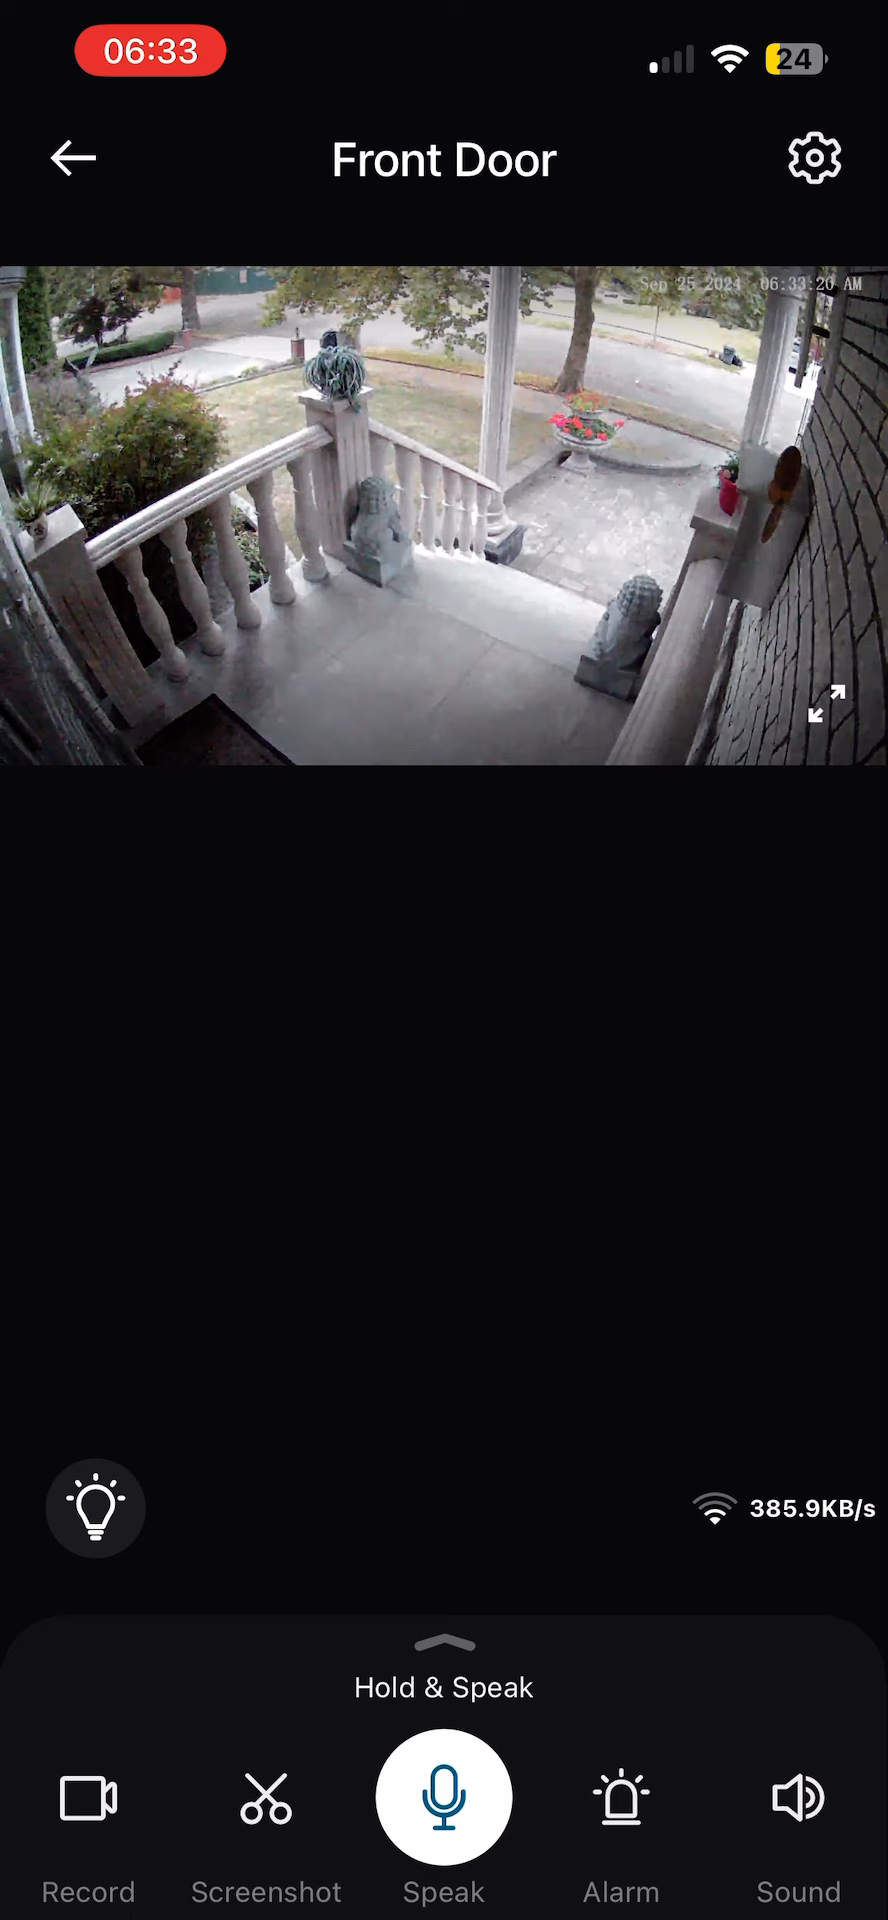 06:33
24
Front Door
Sep 25 2024 06:33:20 AM
385.9KB/s
Hold & Speak
Record Screenshot Speak Alarm Sound